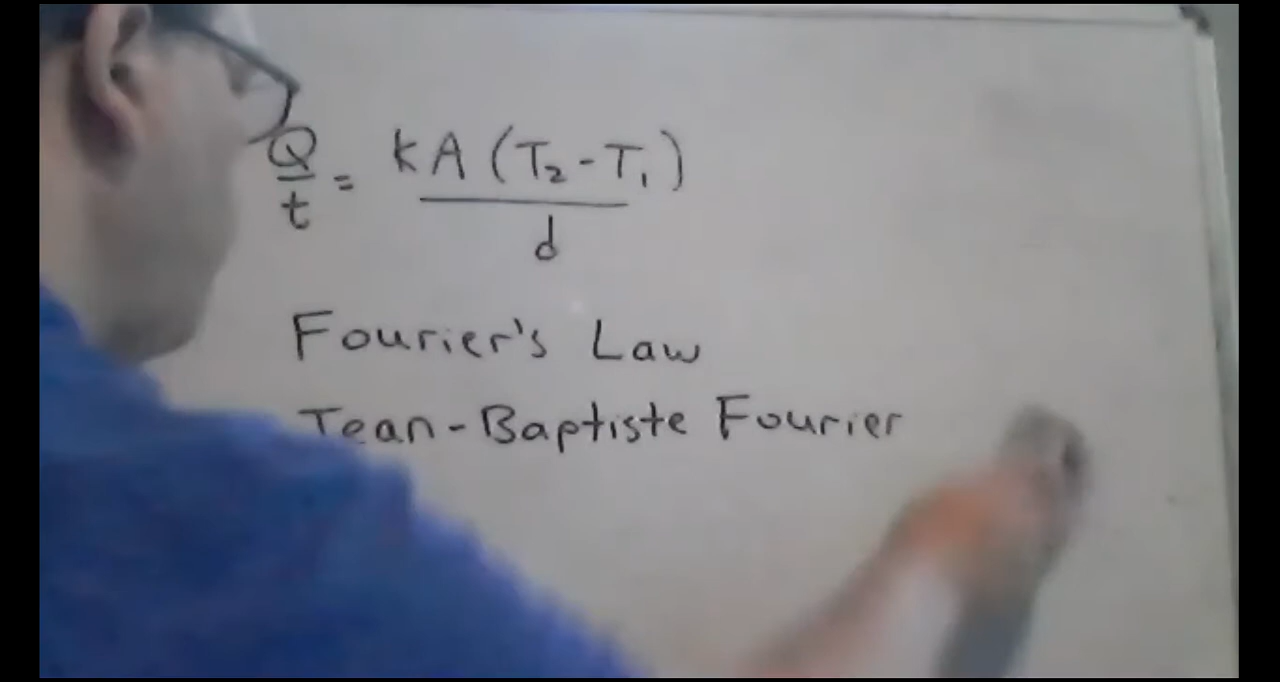 Q/t = kA(T₂-T₁)/d
Fourier's Law
Jean-Baptiste Fourier